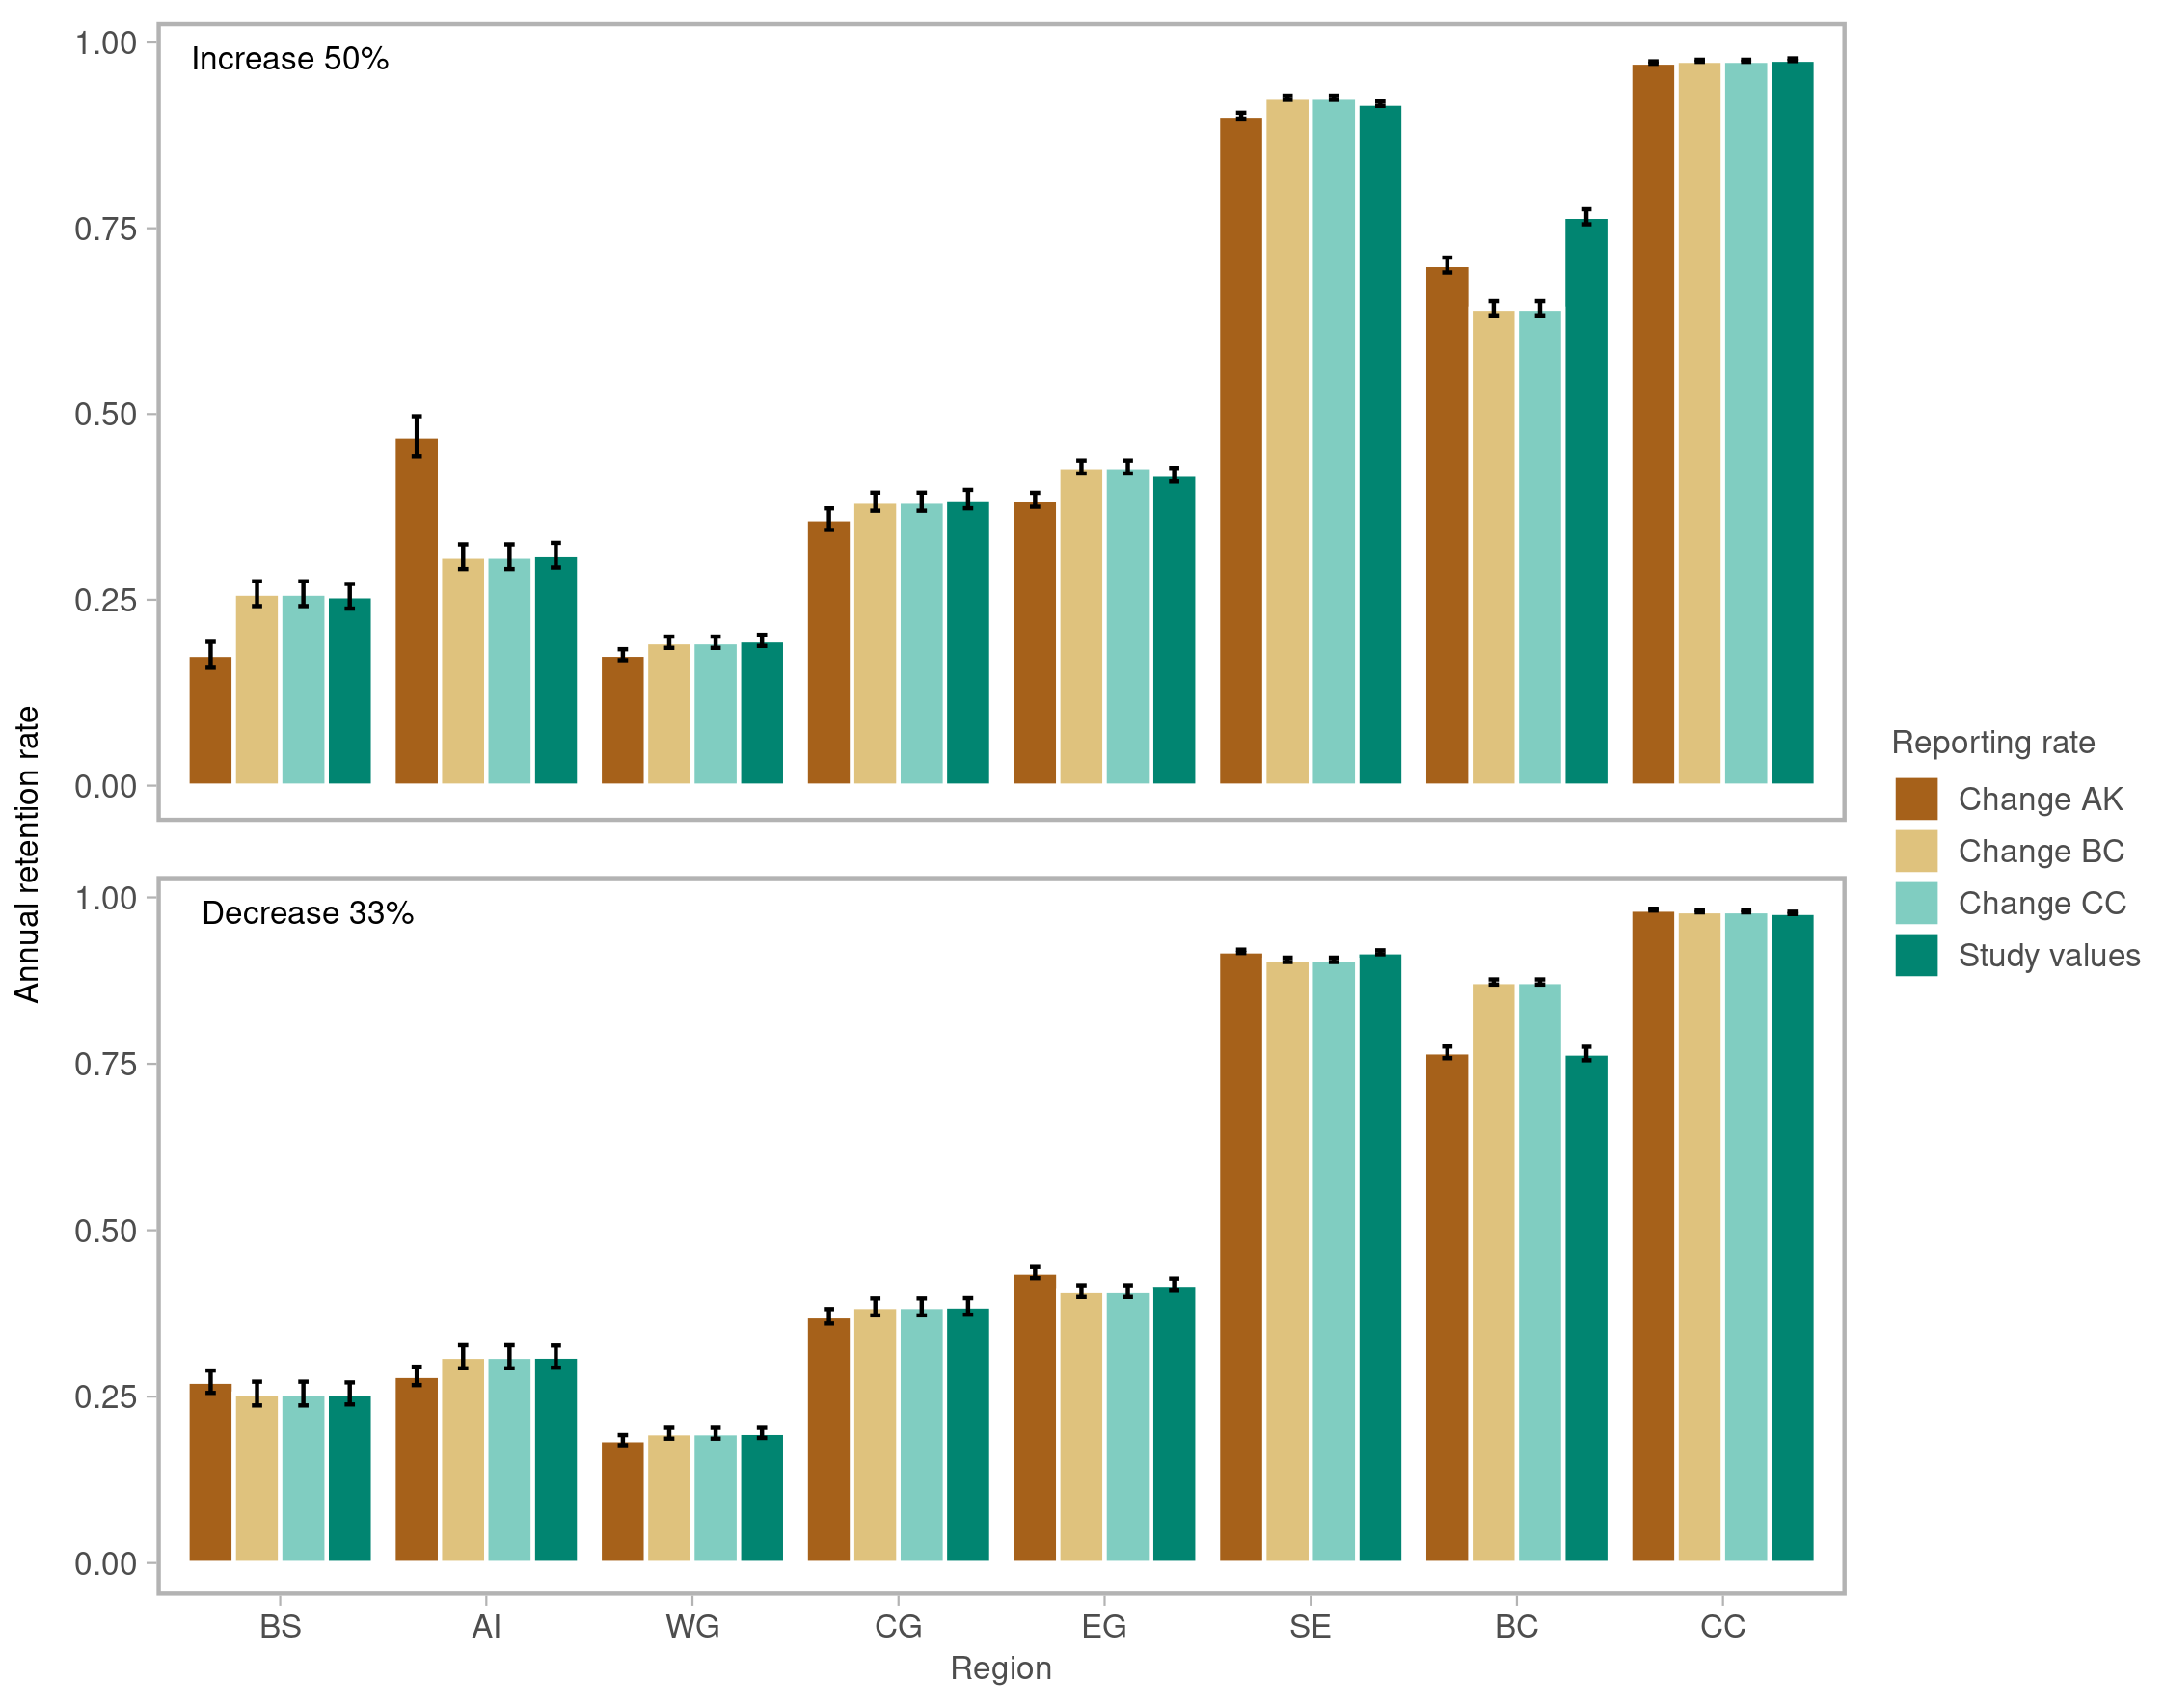 Increase 50%
1.00
0.75
0.50
0.25
0.00
Decrease 33%
1.00
0.75
0.50
0.25
0.00
Annual retention rate
BS AI WG CG EG SE BC CC
Region
Reporting rate
Change AK
Change BC
Change CC
Study values